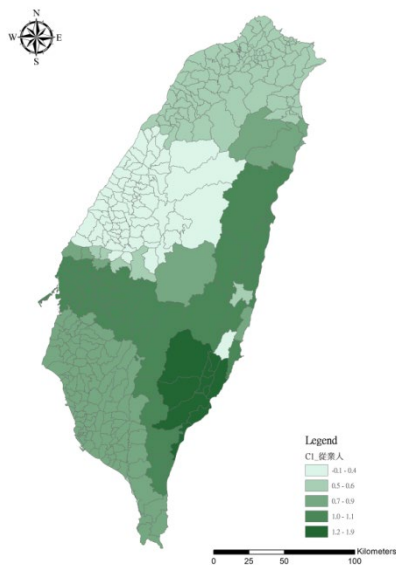 N
W E
S
Legend
C1_從業人
-0.1 - 0.4
0.5 - 0.6
0.7 - 0.9
1.0 - 1.1
1.2 - 1.9
Kilometers
0 25 50 100